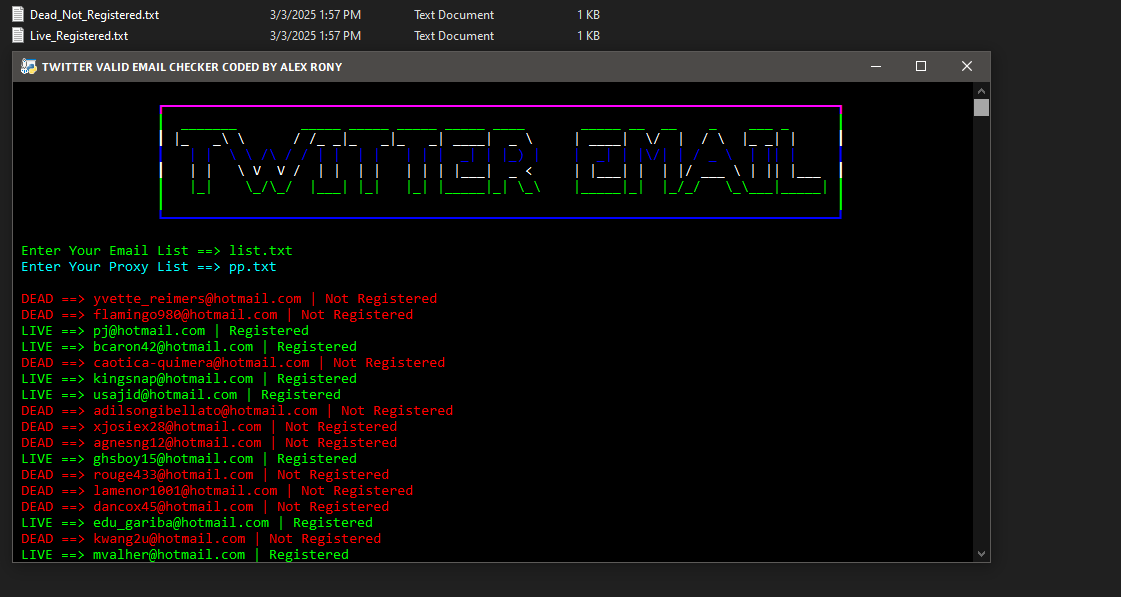 Dead_Not_Registered.txt 3/3/2025 1:57 PM Text Document 1 KB
Live_Registered.txt 3/3/2025 1:57 PM Text Document 1 KB
TWITTER VALID EMAIL CHECKER CODED BY ALEX RONY
TWITTER EMAIL
Enter Your Email List ==> list.txt
Enter Your Proxy List ==> pp.txt
DEAD ==> yvette_reimers@hotmail.com | Not Registered
DEAD ==> flamingo980@hotmail.com | Not Registered
LIVE ==> pj@hotmail.com | Registered
LIVE ==> bcaron42@hotmail.com | Registered
DEAD ==> caotica-quimera@hotmail.com | Not Registered
LIVE ==> kingsnap@hotmail.com | Registered
LIVE ==> usajid@hotmail.com | Registered
DEAD ==> adilsongibellato@hotmail.com | Not Registered
DEAD ==> xjosiex28@hotmail.com | Not Registered
DEAD ==> agnesng12@hotmail.com | Not Registered
LIVE ==> ghsboy15@hotmail.com | Registered
DEAD ==> rouge433@hotmail.com | Not Registered
DEAD ==> lamenor1001@hotmail.com | Not Registered
DEAD ==> dancox45@hotmail.com | Not Registered
LIVE ==> edu_gariba@hotmail.com | Registered
DEAD ==> kwang2u@hotmail.com | Not Registered
LIVE ==> mvalher@hotmail.com | Registered